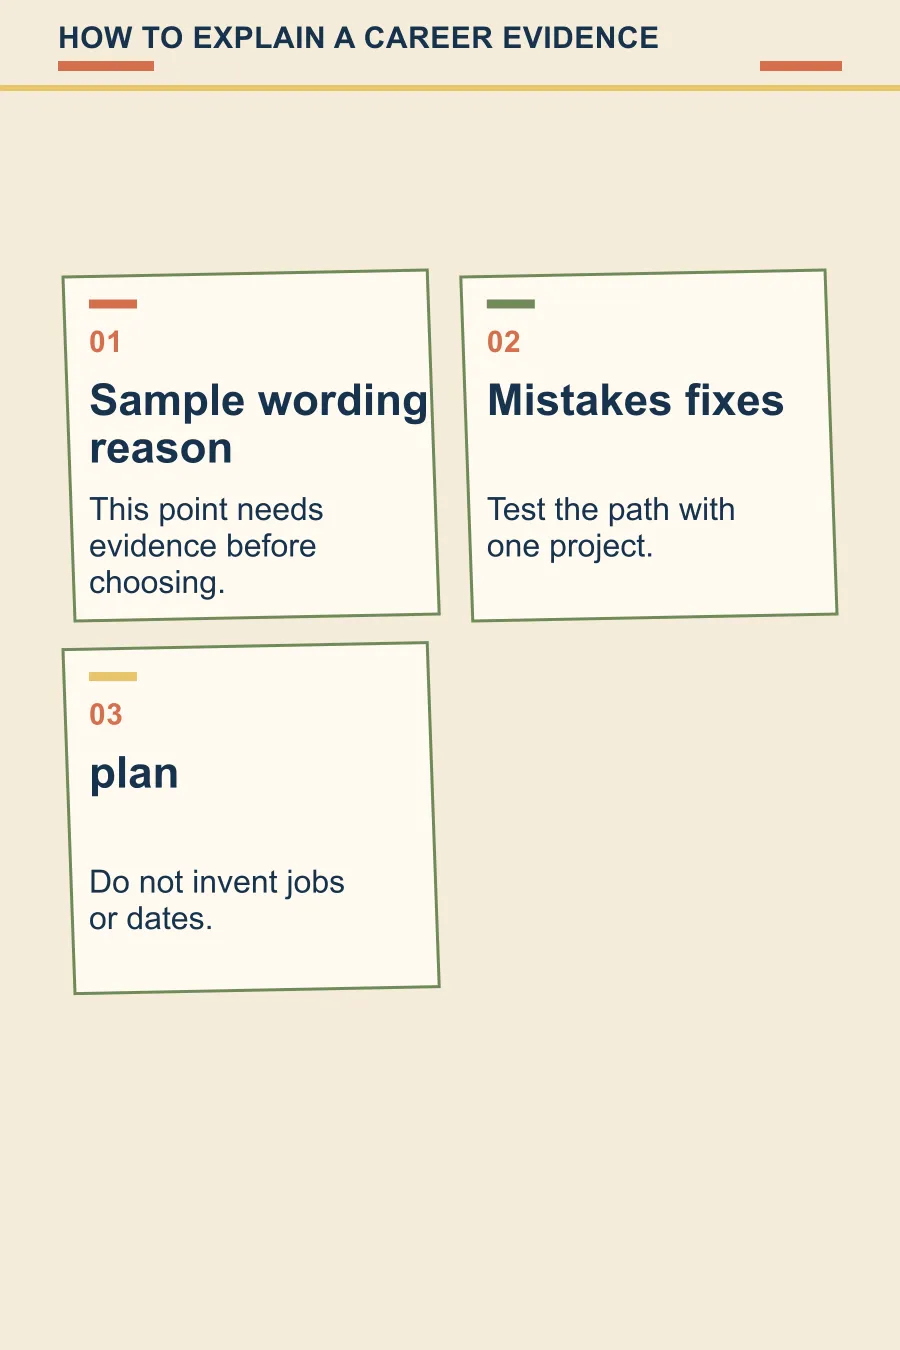 HOW TO EXPLAIN A CAREER EVIDENCE
01
Sample wording
reason
This point needs
evidence before
choosing.
02
Mistakes fixes
Test the path with
one project.
03
plan
Do not invent jobs
or dates.